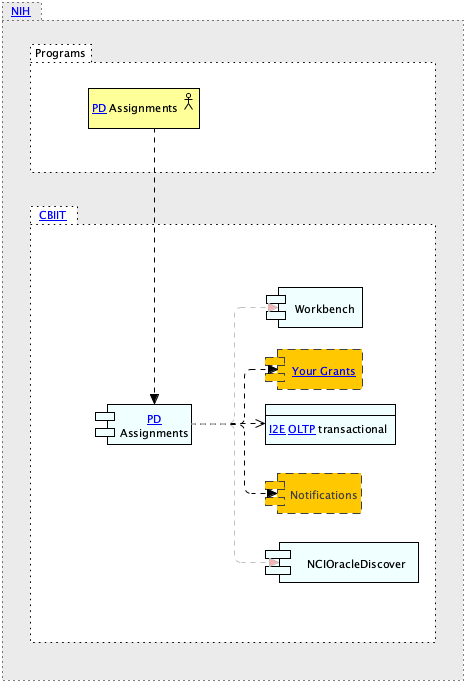 NIH
Programs
PD Assignments
CBIIT
Workbench
Your Grants
PD
Assignments
I2E OLTP transactional
Notifications
NCIOracleDiscover